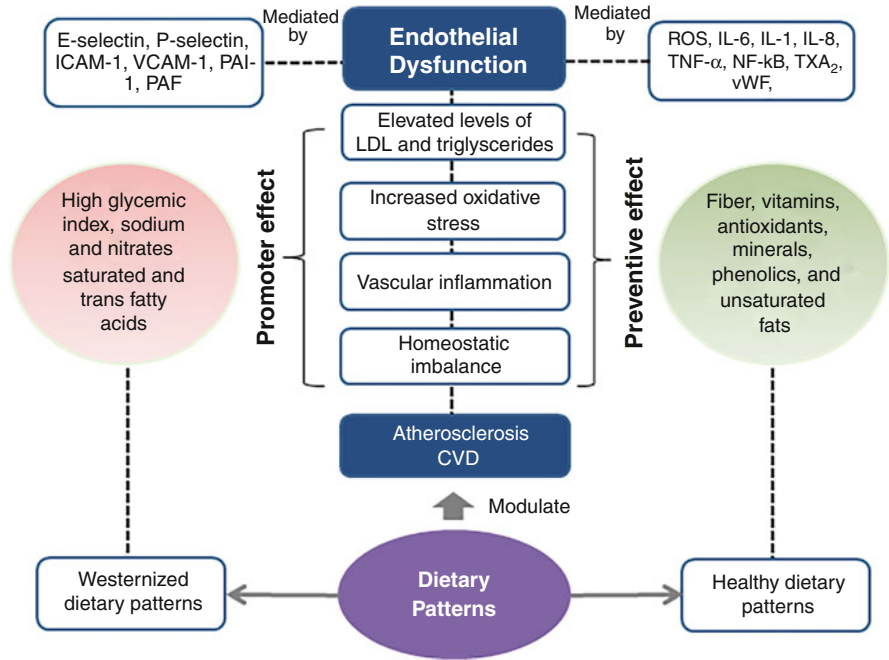 Mediated
by
E-selectin, P-selectin,
ICAM-1, VCAM-1, PAI-
1, PAF
Endothelial
Dysfunction
Mediated
by
ROS, IL-6, IL-1, IL-8,
TNF-α, NF-kB, TXA₂,
vWF,
Elevated levels of
LDL and triglyscerides
Increased oxidative
stress
Vascular inflammation
Homeostatic
imbalance
Promoter effect
Preventive effect
High glycemic
index, sodium
and nitrates
saturated and
trans fatty
acids
Fiber, vitamins,
antioxidants,
minerals,
phenolics, and
unsaturated
fats
Atherosclerosis
CVD
Modulate
Westernized
dietary patterns
Dietary
Patterns
Healthy dietary
patterns